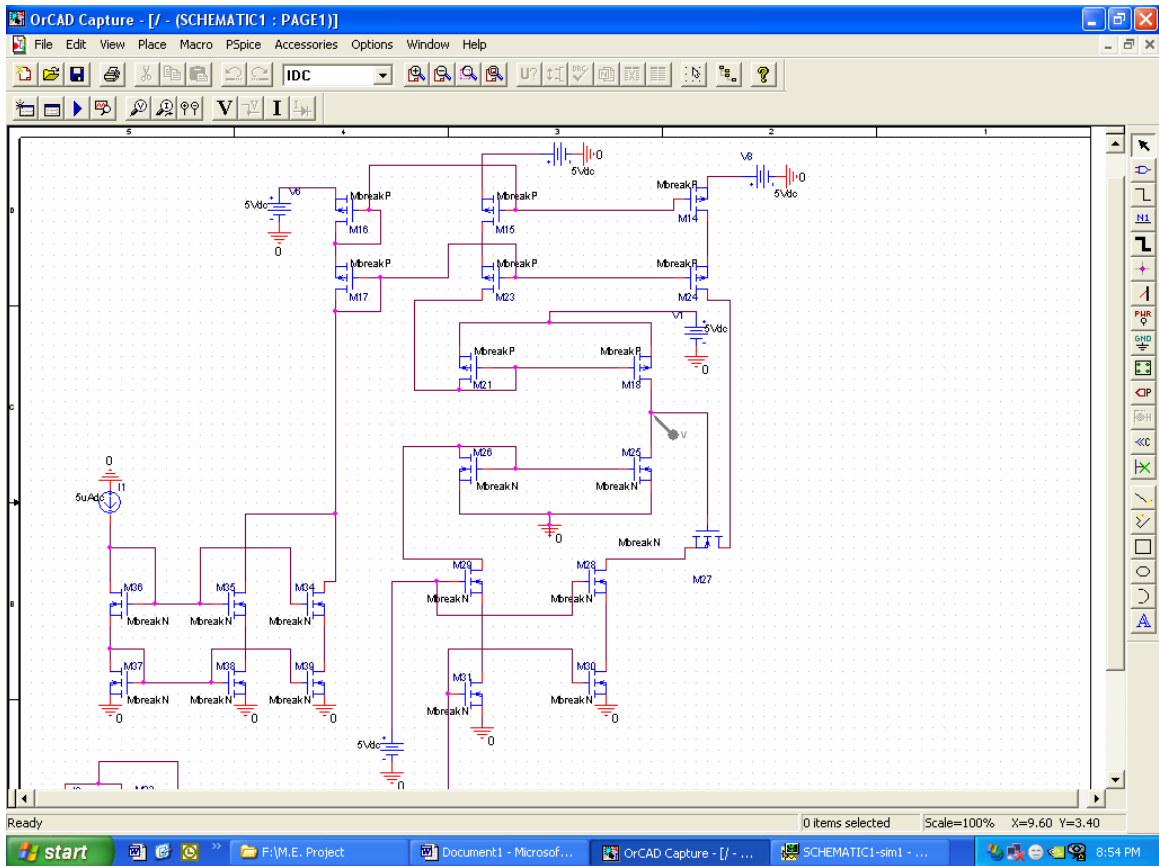 OrCAD Capture - [/ - (SCHEMATIC1 : PAGE1)]
File Edit View Place Macro PSpice Accessories Options Window Help
IDC
U?
V I
5 4 3 2 1
D
C
B
V6
5Vdc
0
MbreakP
M16
MbreakP
M17
MbreakP
M15
MbreakP
M23
0
5Vdc
V8
0
5Vdc
MbreakP
M14
MbreakP
M24
V1
5Vdc
0
MbreakP
M21
MbreakP
M18
V
M26
MbreakN
M25
MbreakN
0
MbreakN
M27
0
I1
5uAdc
M36
MbreakN
M35
MbreakN
M34
MbreakN
M37
MbreakN
0
M38
MbreakN
0
M39
MbreakN
0
M29
MbreakN
M28
MbreakN
M31
MbreakN
0
M30
MbreakN
0
5Vdc
0
N1
PWR
GND
Ready
0 items selected Scale=100% X=9.60 Y=3.40
start
F:\M.E. Project
Document1 - Microsof...
OrCAD Capture - [/ - ...
SCHEMATIC1-sim1 - ...
8:54 PM